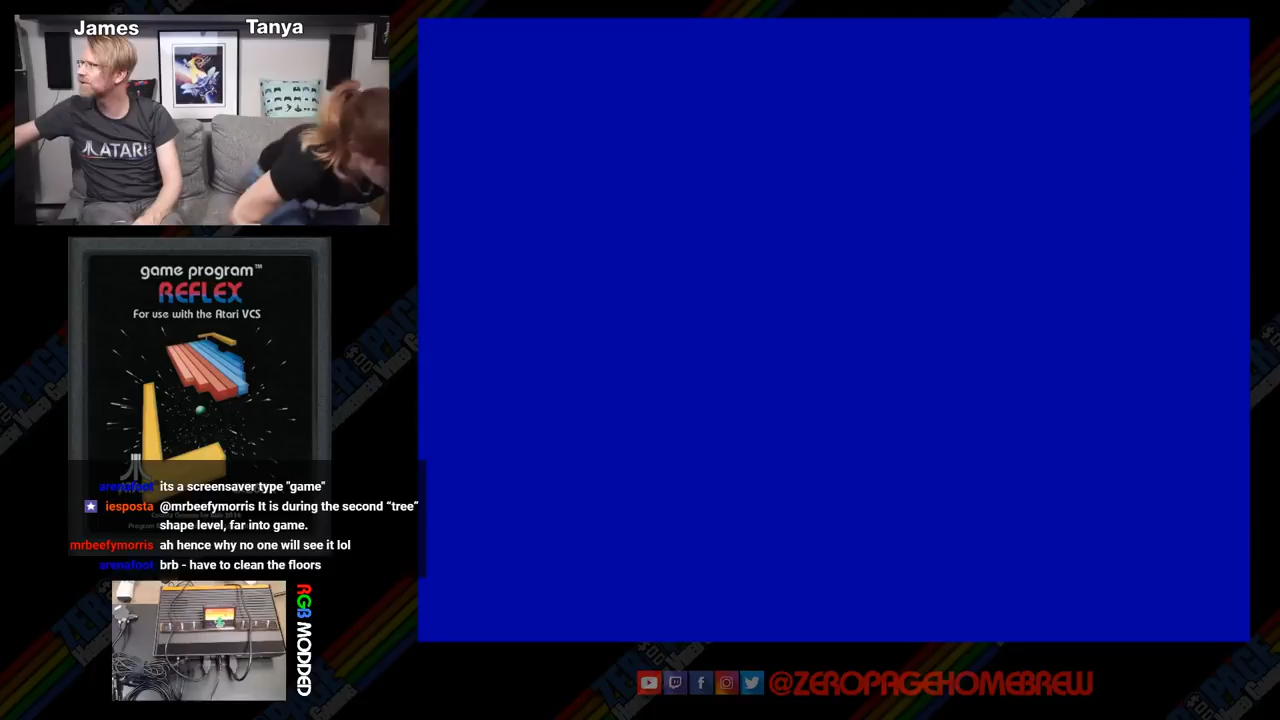 James
Tanya
ATARI
game program™
REFLEX
For use with the Atari VCS
arenafoot its a screensaver type "game"
iesposta @mrbeefymorris It is during the second “tree”
shape level, far into game.
mrbeefymorris ah hence why no one will see it lol
arenafoot brb - have to clean the floors
RGB MODDED
@ZEROPAGEHOMEBREW